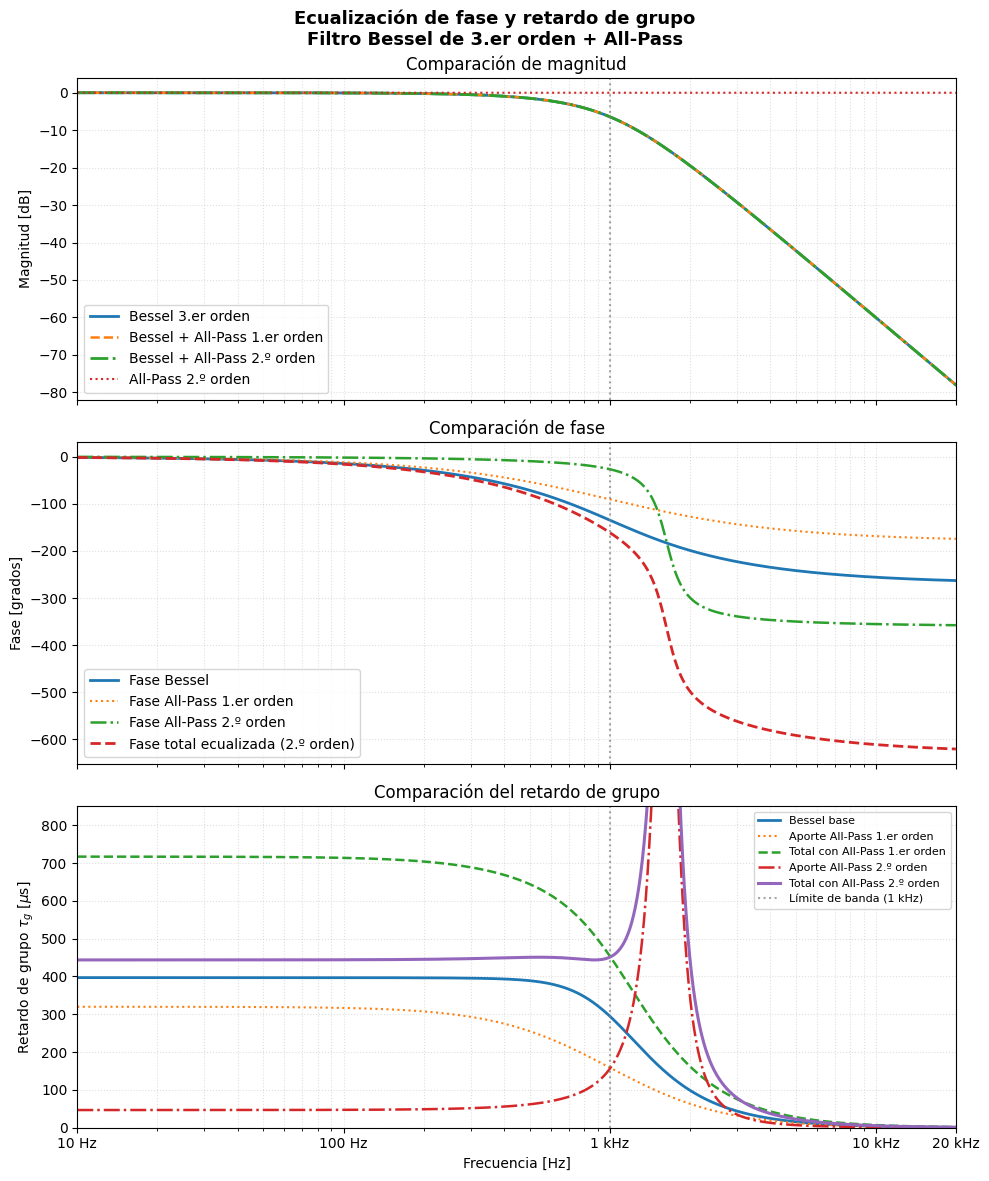 Ecualización de fase y retardo de grupo
Filtro Bessel de 3.er orden + All-Pass
Comparación de magnitud
Magnitud [dB]
0
−10
−20
−30
−40
−50
−60
−70
−80
Bessel 3.er orden
Bessel + All-Pass 1.er orden
Bessel + All-Pass 2.º orden
All-Pass 2.º orden
Comparación de fase
Fase [grados]
0
−100
−200
−300
−400
−500
−600
Fase Bessel
Fase All-Pass 1.er orden
Fase All-Pass 2.º orden
Fase total ecualizada (2.º orden)
Comparación del retardo de grupo
Retardo de grupo τg [μs]
800
700
600
500
400
300
200
100
0
Bessel base
Aporte All-Pass 1.er orden
Total con All-Pass 1.er orden
Aporte All-Pass 2.º orden
Total con All-Pass 2.º orden
Límite de banda (1 kHz)
10 Hz
100 Hz
1 kHz
10 kHz
20 kHz
Frecuencia [Hz]